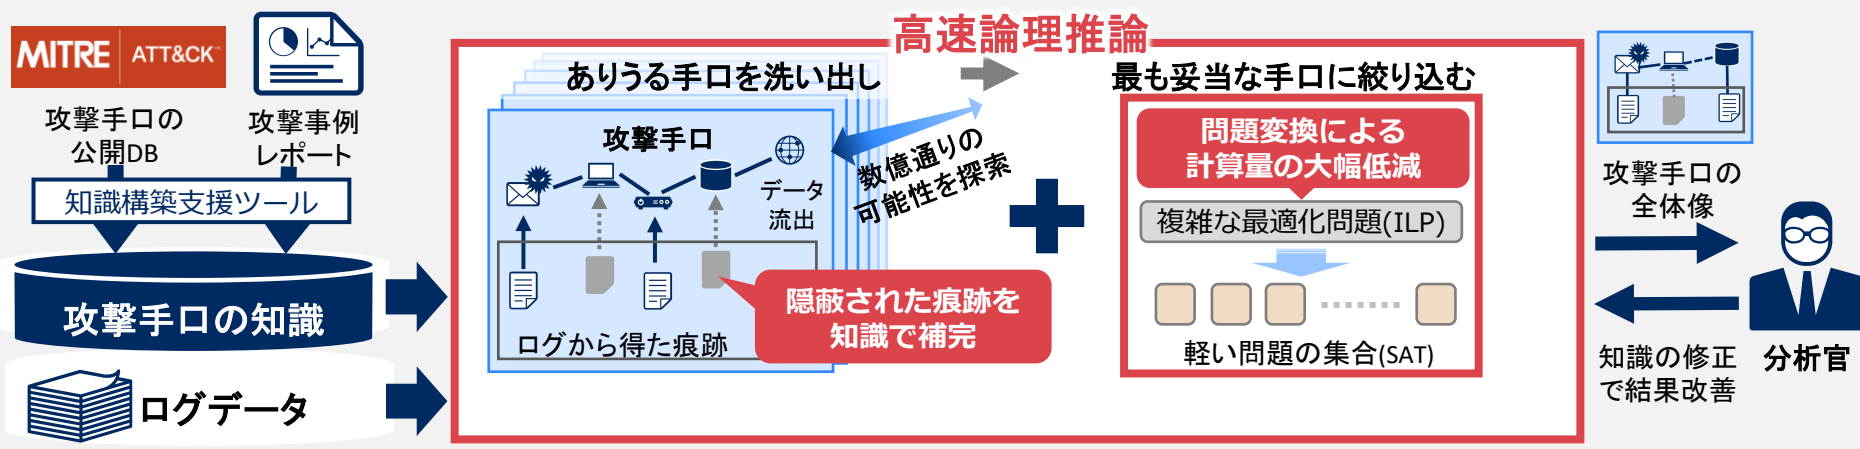 MITRE | ATT&CK™
攻撃手口の
公開DB
攻撃事例
レポート
知識構築支援ツール
攻撃手口の知識
ログデータ
高速論理推論
ありうる手口を洗い出し
攻撃手口
データ
流出
ログから得た痕跡
隠蔽された痕跡を
知識で補完
数億通りの
可能性を探索
最も妥当な手口に絞り込む
問題変換による
計算量の大幅低減
複雑な最適化問題(ILP)
軽い問題の集合(SAT)
攻撃手口の
全体像
知識の修正
で結果改善
分析官